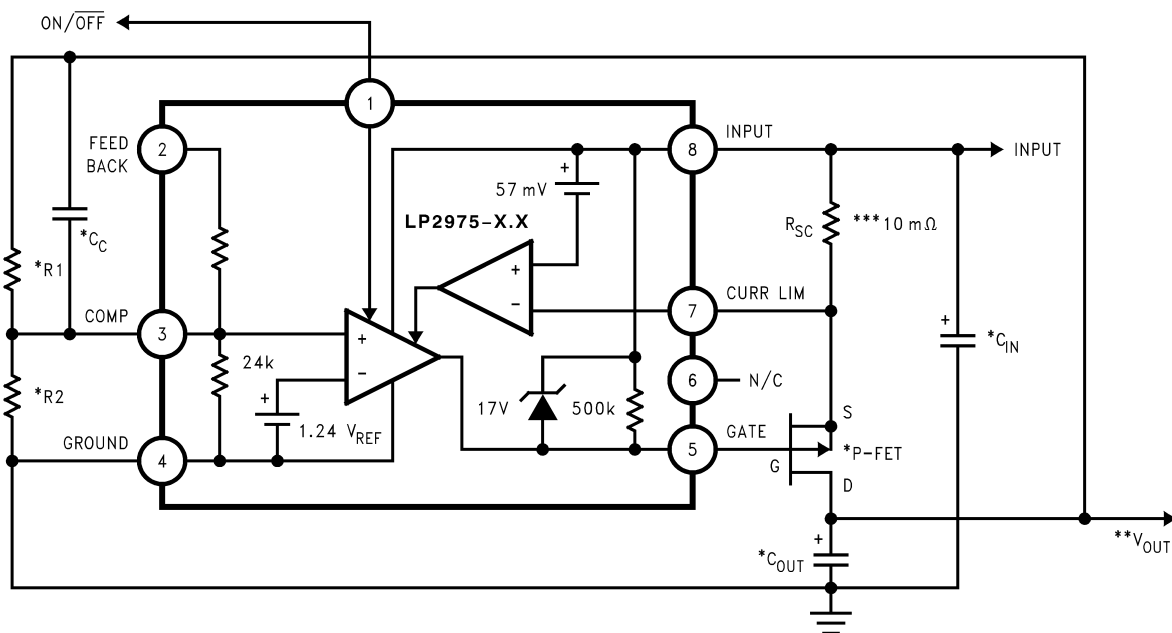 ON/OFF
1
FEED
BACK
2
8
INPUT
INPUT
+
57 mV
LP2975-X.X
*CC
RSC
***10 mΩ
*R1
+
−
CURR LIM
7
COMP
3
+
*CIN
24k
+
−
*R2
6
N/C
+
1.24 VREF
17V
500k
S
GROUND
4
GATE
5
G
*P-FET
D
**VOUT
+
*COUT